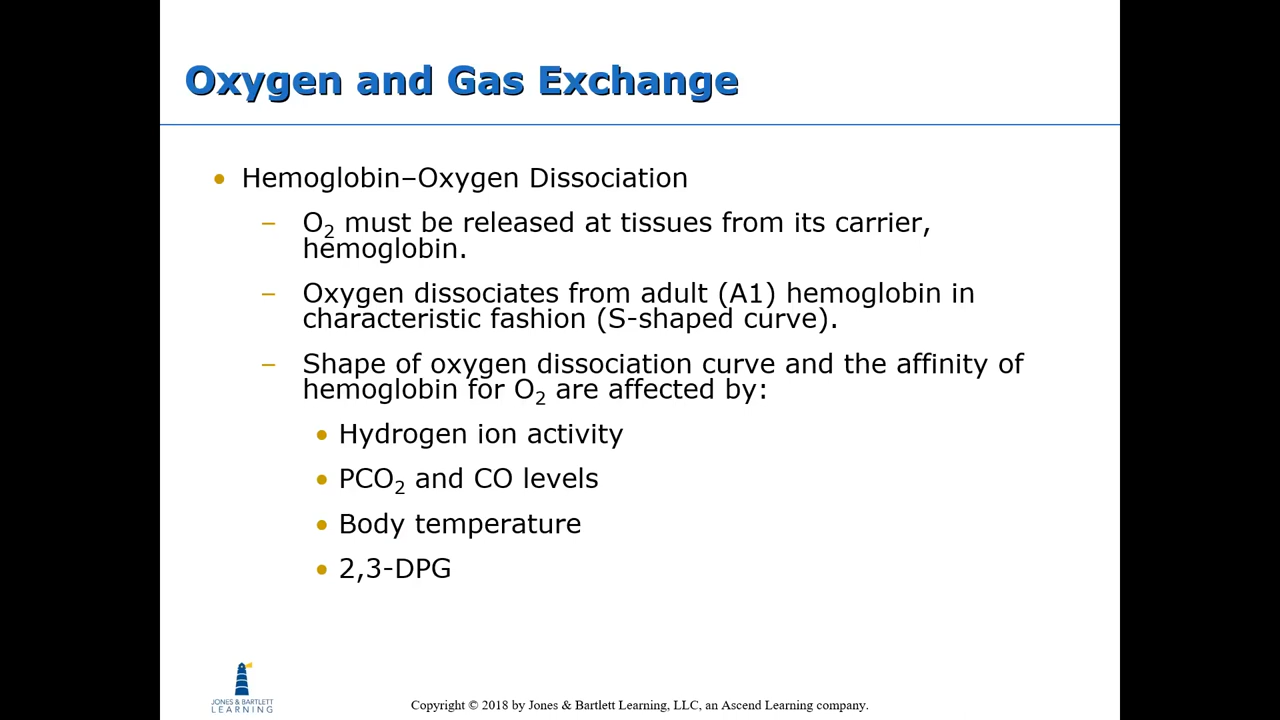 Oxygen and Gas Exchange
• Hemoglobin–Oxygen Dissociation
– O₂ must be released at tissues from its carrier,
hemoglobin.
– Oxygen dissociates from adult (A1) hemoglobin in
characteristic fashion (S-shaped curve).
– Shape of oxygen dissociation curve and the affinity of
hemoglobin for O₂ are affected by:
• Hydrogen ion activity
• PCO₂ and CO levels
• Body temperature
• 2,3-DPG
JONES & BARTLETT
LEARNING
Copyright © 2018 by Jones & Bartlett Learning, LLC, an Ascend Learning company.